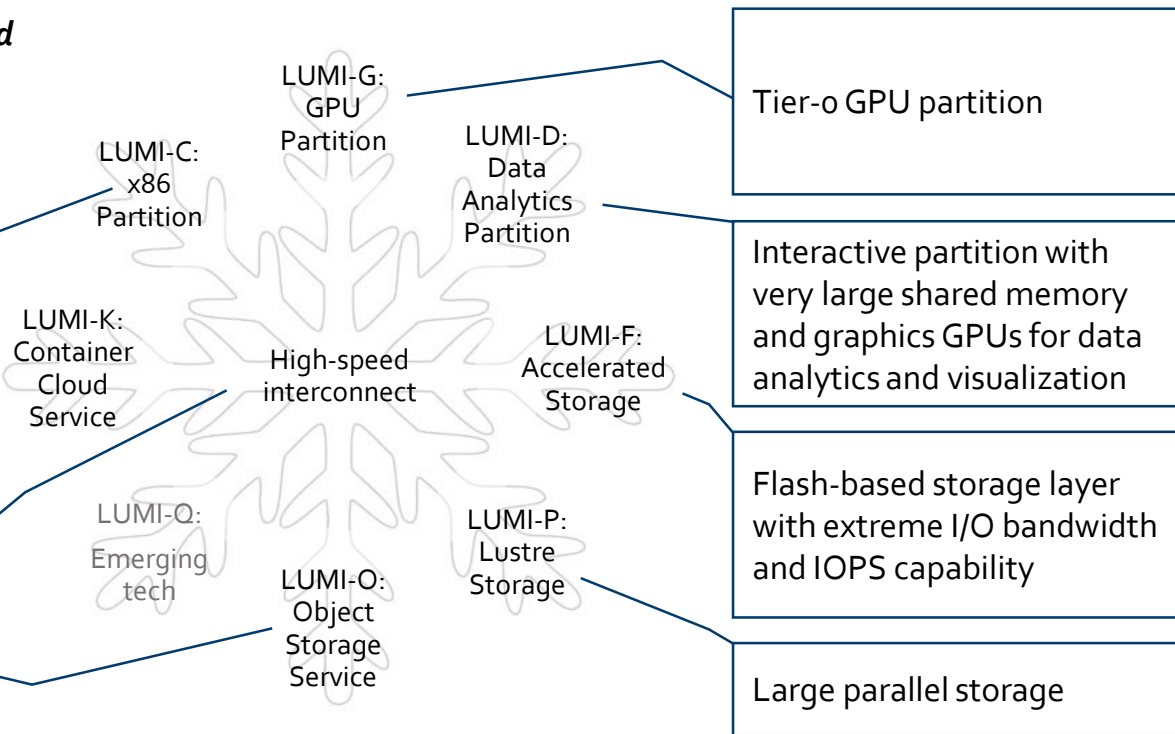 d
LUMI-G:
GPU
Partition
LUMI-C:
x86
Partition
LUMI-D:
Data
Analytics
Partition
LUMI-K:
Container
Cloud
Service
High-speed
interconnect
LUMI-F:
Accelerated
Storage
LUMI-Q:
Emerging
tech
LUMI-O:
Object
Storage
Service
LUMI-P:
Lustre
Storage
Tier-0 GPU partition
Interactive partition with
very large shared memory
and graphics GPUs for data
analytics and visualization
Flash-based storage layer
with extreme I/O bandwidth
and IOPS capability
Large parallel storage